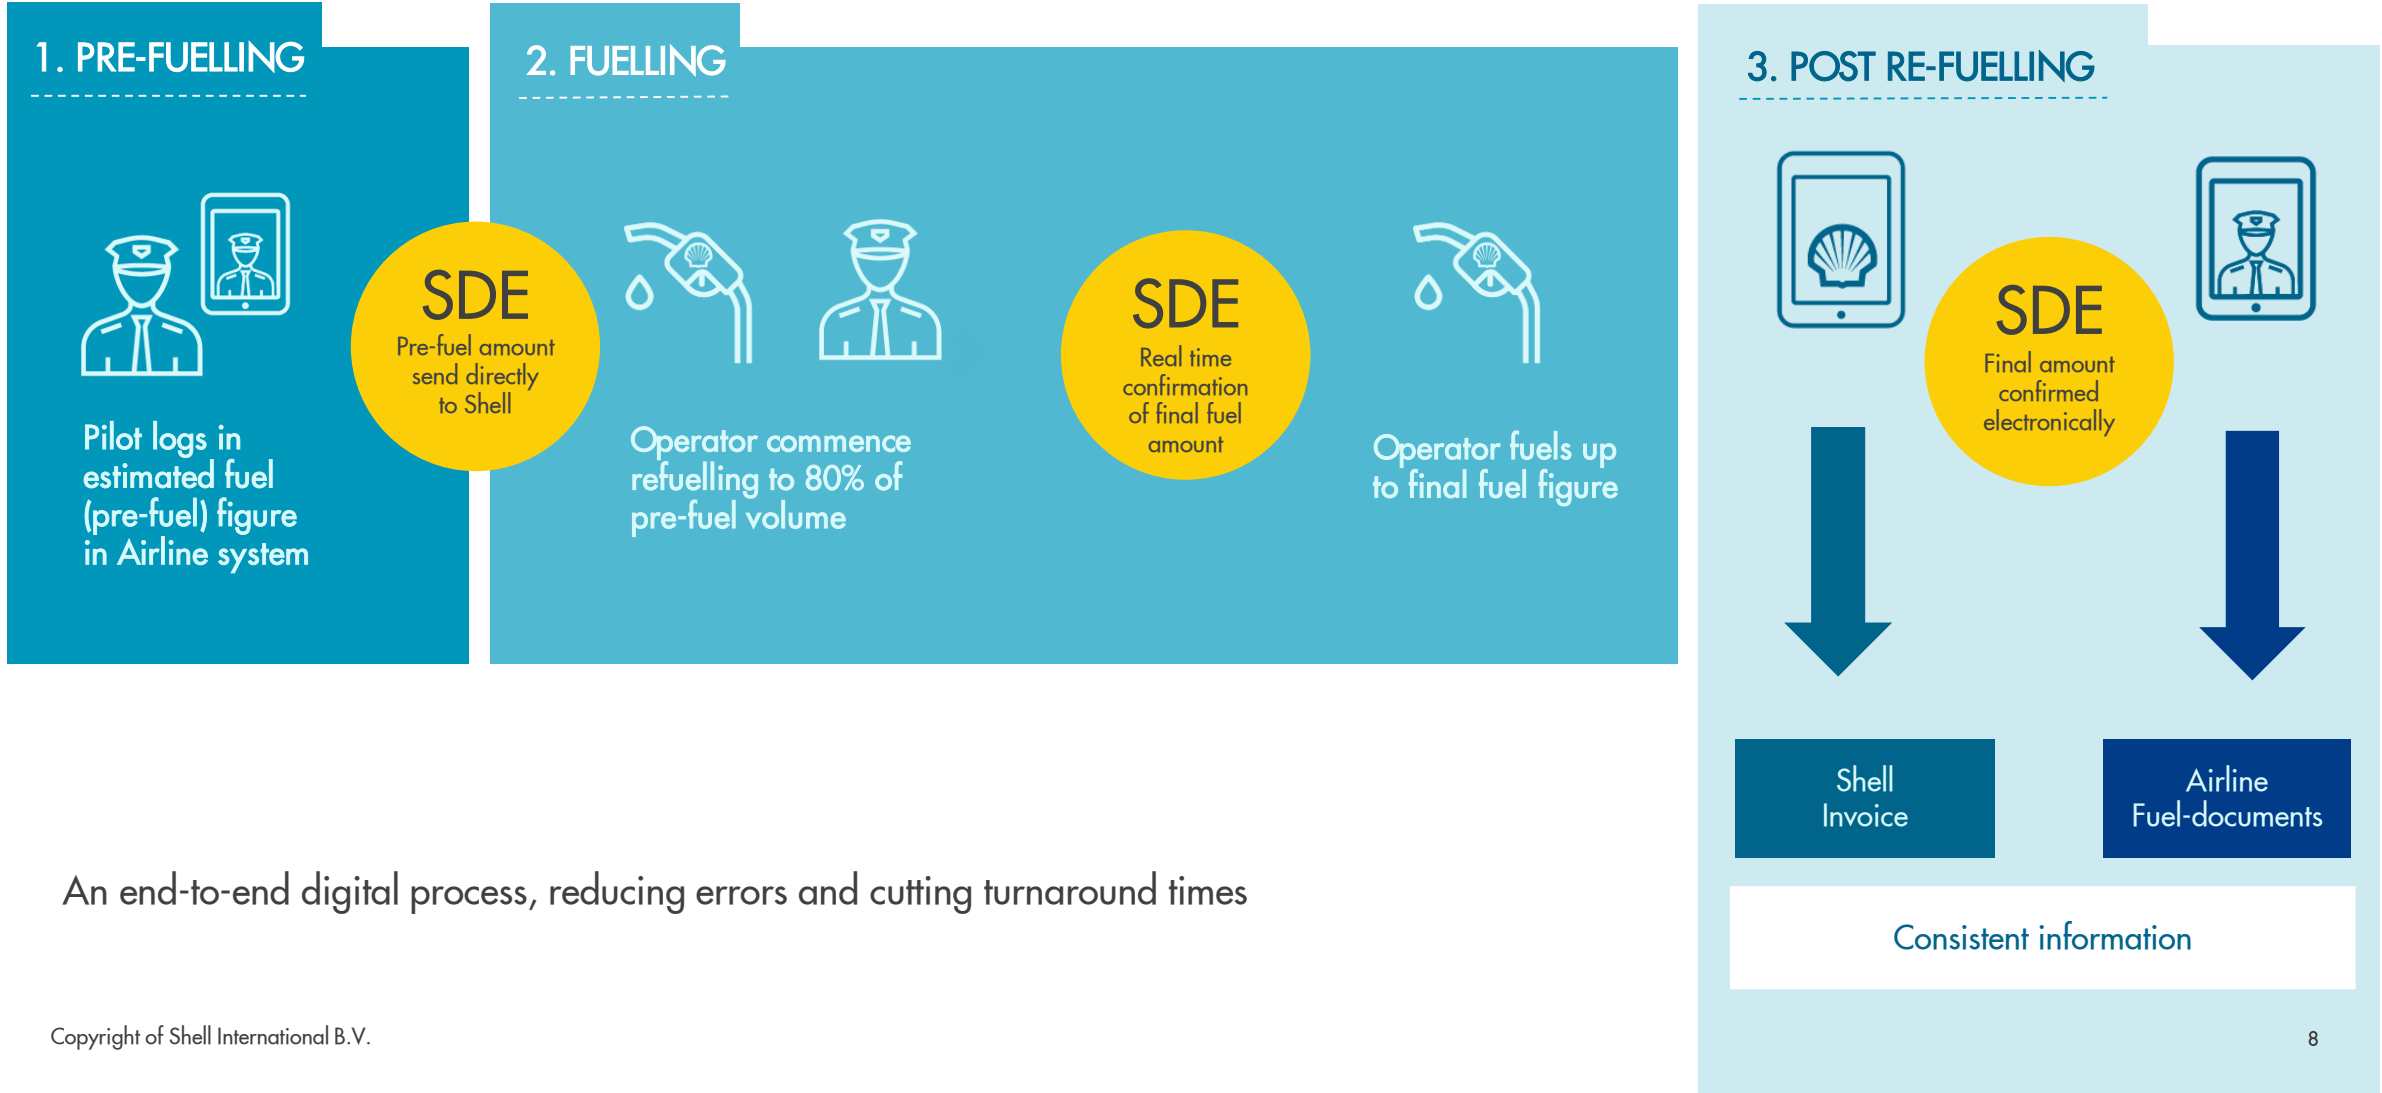 1. PRE-FUELLING
SDE
Pre-fuel amount
send directly
to Shell
Pilot logs in
estimated fuel
(pre-fuel) figure
in Airline system
2. FUELLING
Operator commence
refuelling to 80% of
pre-fuel volume
SDE
Real time
confirmation
of final fuel
amount
Operator fuels up
to final fuel figure
3. POST RE-FUELLING
SDE
Final amount
confirmed
electronically
Shell
Invoice
Airline
Fuel-documents
Consistent information
An end-to-end digital process, reducing errors and cutting turnaround times
Copyright of Shell International B.V.
8